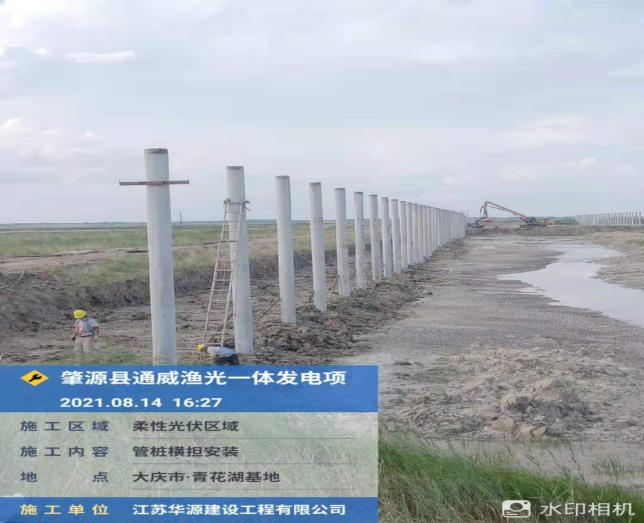 肇源县通威渔光一体发电项
2021.08.14 16:27
施工区域 柔性光伏区域
施工内容 管桩横担安装
地 点 大庆市·青花湖基地
施工单位 江苏华源建设工程有限公司
水印相机